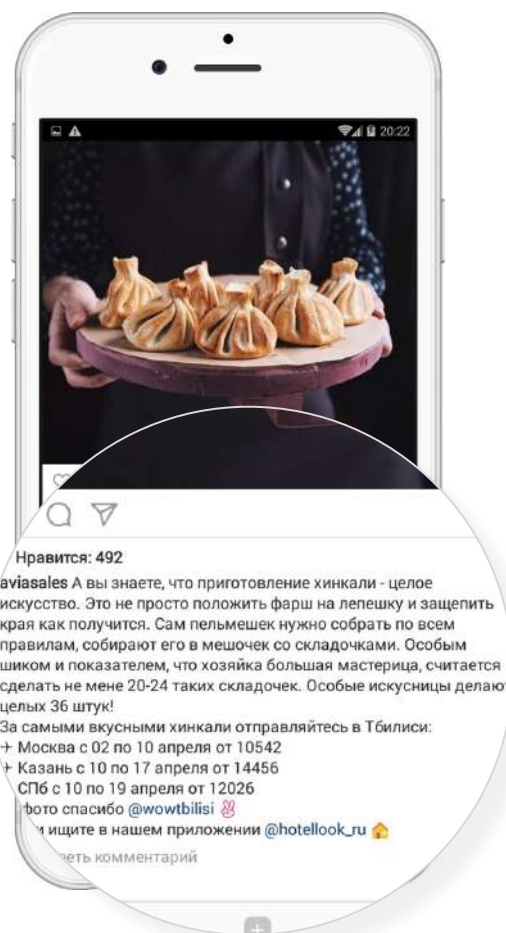 20:22
Нравится: 492
aviasales А вы знаете, что приготовление хинкали - целое
искусство. Это не просто положить фарш на лепешку и защепить
края как получится. Сам пельмешек нужно собрать по всем
правилам, собирают его в мешочек со складочками. Особым
шиком и показателем, что хозяйка большая мастерица, считается
сделать не мене 20-24 таких складочек. Особые искусницы делают
целых 36 штук!
За самыми вкусными хинкали отправляйтесь в Тбилиси:
✈ Москва с 02 по 10 апреля от 10542
✈ Казань с 10 по 17 апреля от 14456
СПб с 10 по 19 апреля от 12026
фото спасибо @wowtbilisi ✌
ищите в нашем приложении @hotellook_ru 🏠
комментарий